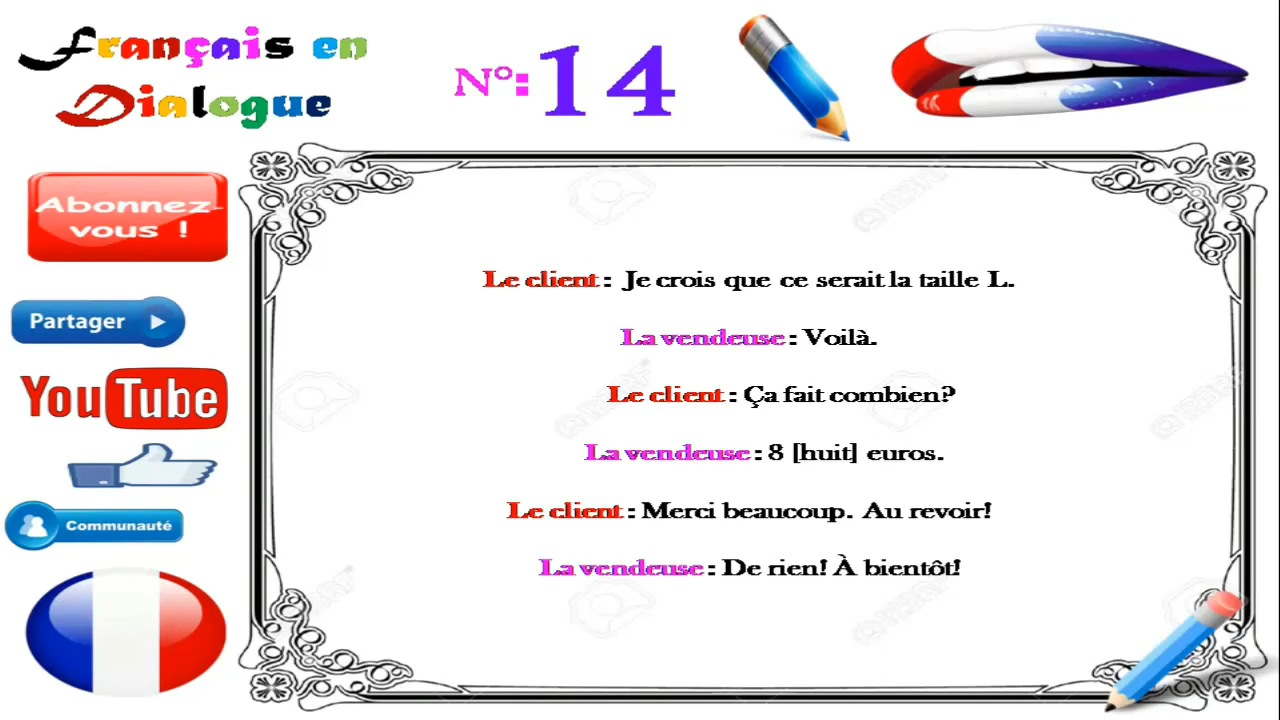 Français en
Dialogue
N°:14
Abonnez-
vous !
Partager
YouTube
Communauté
Le client : Je crois que ce serait la taille L.
La vendeuse : Voilà.
Le client : Ça fait combien?
La vendeuse : 8 [huit] euros.
Le client : Merci beaucoup. Au revoir!
La vendeuse : De rien! À bientôt!